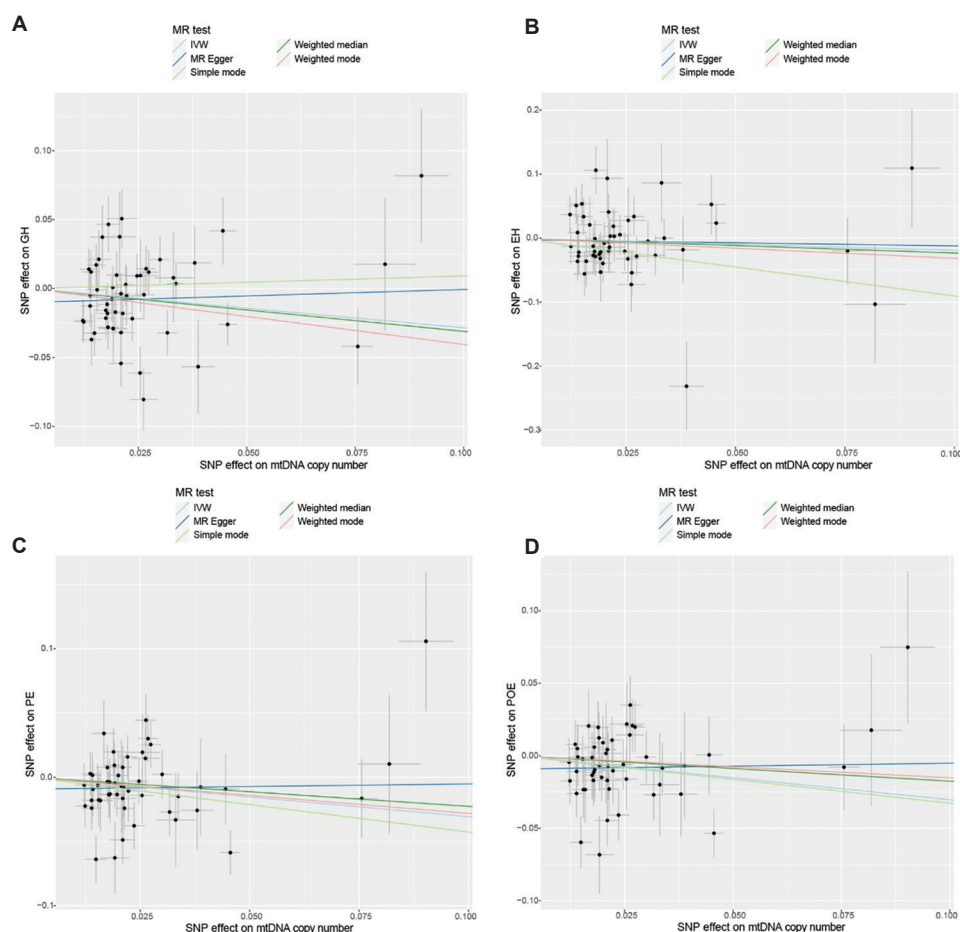 A
MR test
IVW
MR Egger
Simple mode
Weighted median
Weighted mode
SNP effect on GH
0.10
0.05
0.00
−0.05
−0.10
0.025
0.050
0.075
0.100
SNP effect on mtDNA copy number
B
MR test
IVW
MR Egger
Simple mode
Weighted median
Weighted mode
SNP effect on EH
0.2
0.1
0.0
−0.1
−0.2
−0.3
0.025
0.050
0.075
0.100
SNP effect on mtDNA copy number
C
MR test
IVW
MR Egger
Simple mode
Weighted median
Weighted mode
SNP effect on PE
0.1
0.0
−0.1
0.025
0.050
0.075
0.100
SNP effect on mtDNA copy number
D
MR test
IVW
MR Egger
Simple mode
Weighted median
Weighted mode
SNP effect on POE
0.10
0.05
0.00
−0.05
−0.10
0.025
0.050
0.075
0.100
SNP effect on mtDNA copy number